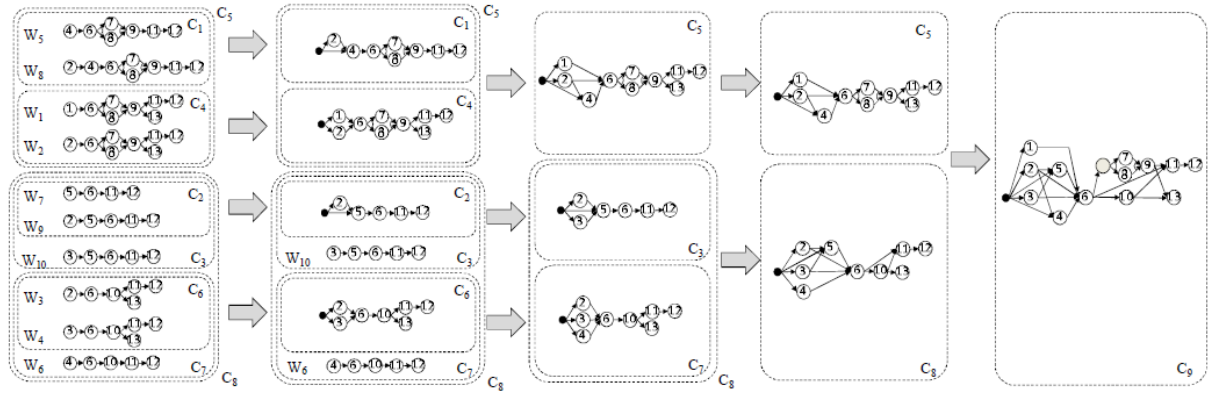 C₅
C₁
W₅ 4 6 7 8 9 11 12
W₈ 2 4 6 7 8 9 11 12
C₄
W₁ 1 6 7 8 9 11 12 13
W₂ 2 6 7 8 9 11 12 13
C₂
W₇ 5 6 11 12
W₉ 2 5 6 11 12
W₁₀ 3 5 6 11 12
C₃
C₆
W₃ 2 6 10 11 12 13
W₄ 3 6 10 11 12 13
W₆ 4 6 10 11 12
C₇
C₈
C₅
C₁
2 4 6 7 8 9 11 12
C₄
1 2 6 7 8 9 11 12 13
C₂
2 5 6 11 12
W₁₀ 3 5 6 11 12
C₃
C₆
2 3 6 10 11 12 13
W₆ 4 6 10 11 12
C₇
C₈
C₅
1 2 4 6 7 8 9 11 12 13
2 3 5 6 11 12
C₃
2 3 4 6 10 11 12 13
C₇
C₈
C₅
1 2 4 6 7 8 9 11 12 13
2 3 4 5 6 10 11 12 13
C₈
1 2 3 4 5 6 7 8 9 10 11 12 13
C₉